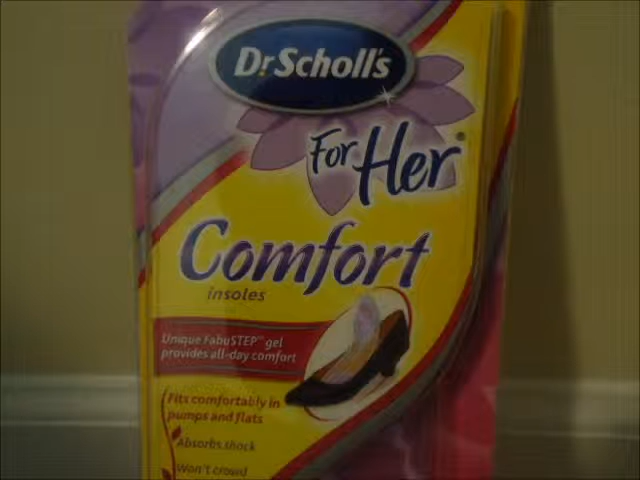 Dr. Scholl's
For Her®
Comfort
insoles
Unique FabuSTEP™ gel
provides all-day comfort
Fits comfortably in
pumps and flats
Absorbs shock
Won't crowd